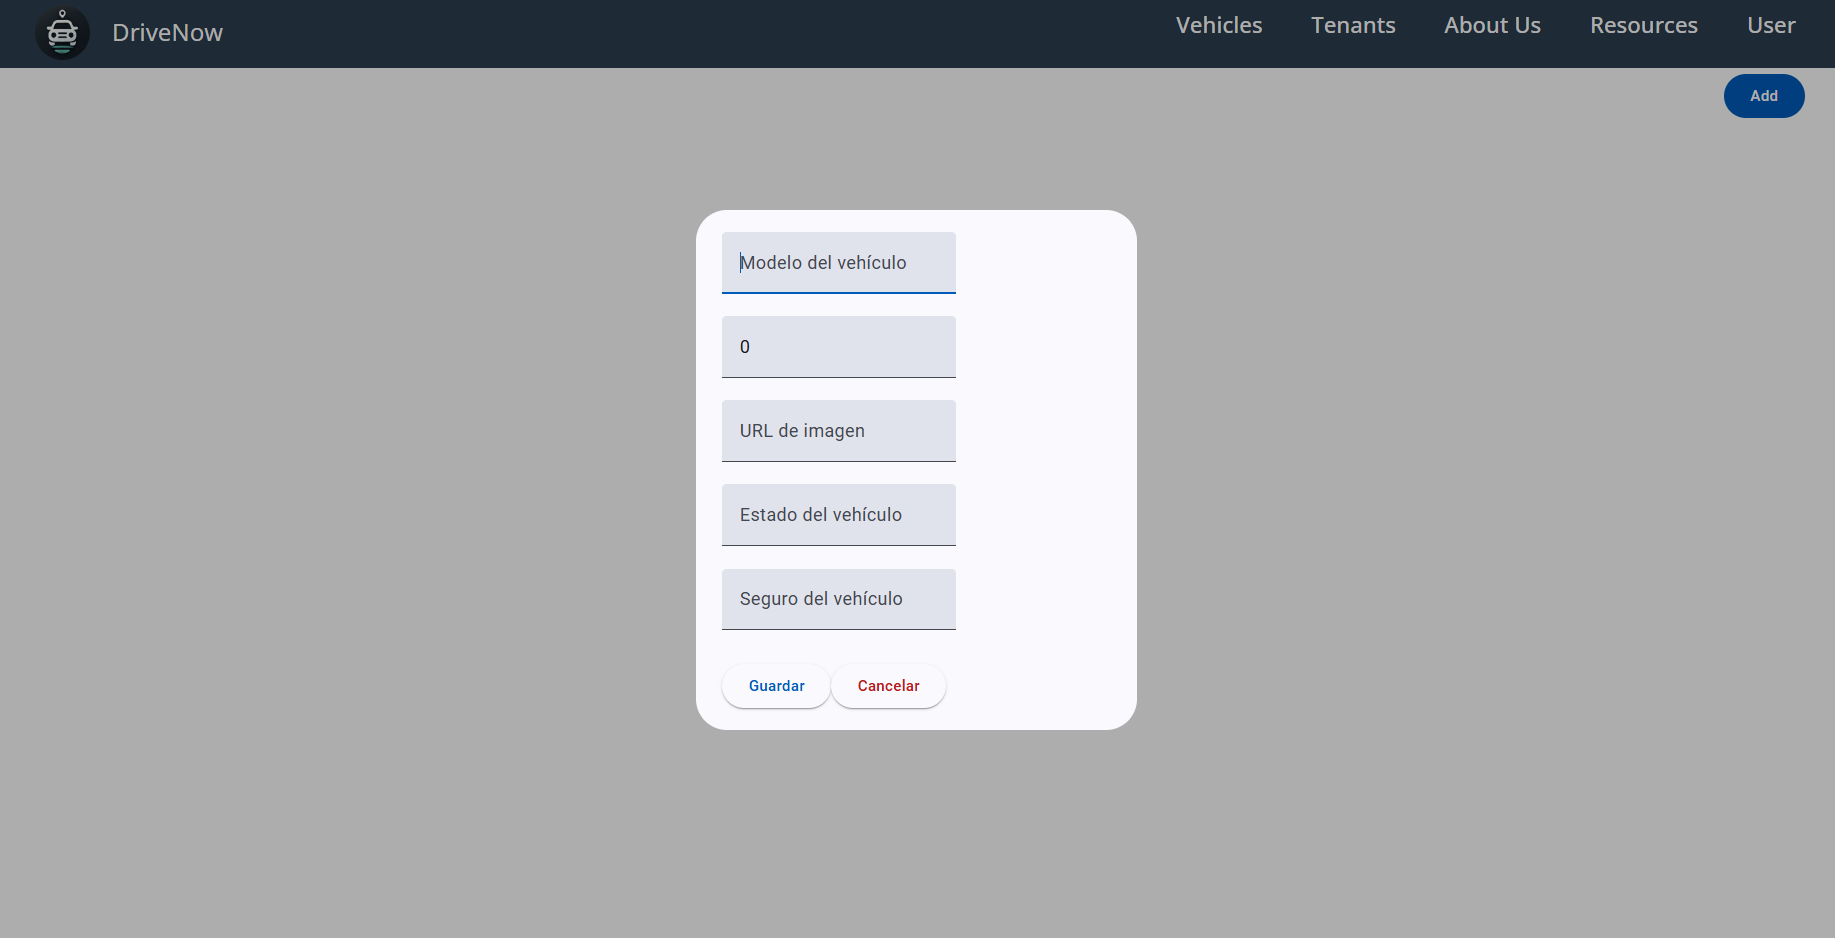 DriveNow
Vehicles Tenants About Us Resources User
Add
Modelo del vehículo
0
URL de imagen
Estado del vehículo
Seguro del vehículo
Guardar Cancelar